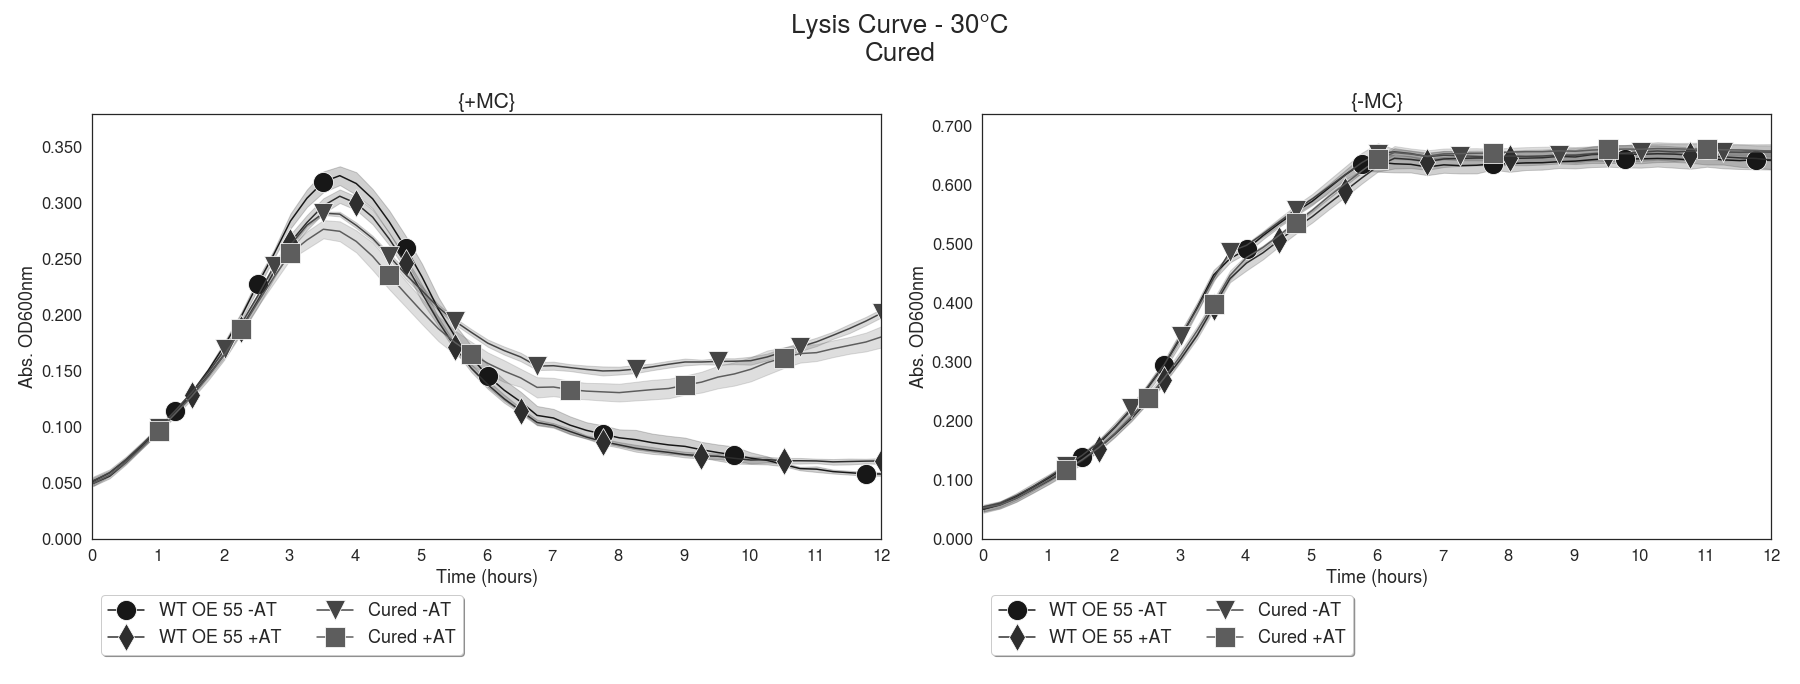 Lysis Curve - 30°C
Cured
{+MC}
Abs. OD600nm
0.350
0.300
0.250
0.200
0.150
0.100
0.050
0.000
0 1 2 3 4 5 6 7 8 9 10 11 12
Time (hours)
WT OE 55 -AT
WT OE 55 +AT
Cured -AT
Cured +AT
{-MC}
Abs. OD600nm
0.700
0.600
0.500
0.400
0.300
0.200
0.100
0.000
0 1 2 3 4 5 6 7 8 9 10 11 12
Time (hours)
WT OE 55 -AT
WT OE 55 +AT
Cured -AT
Cured +AT